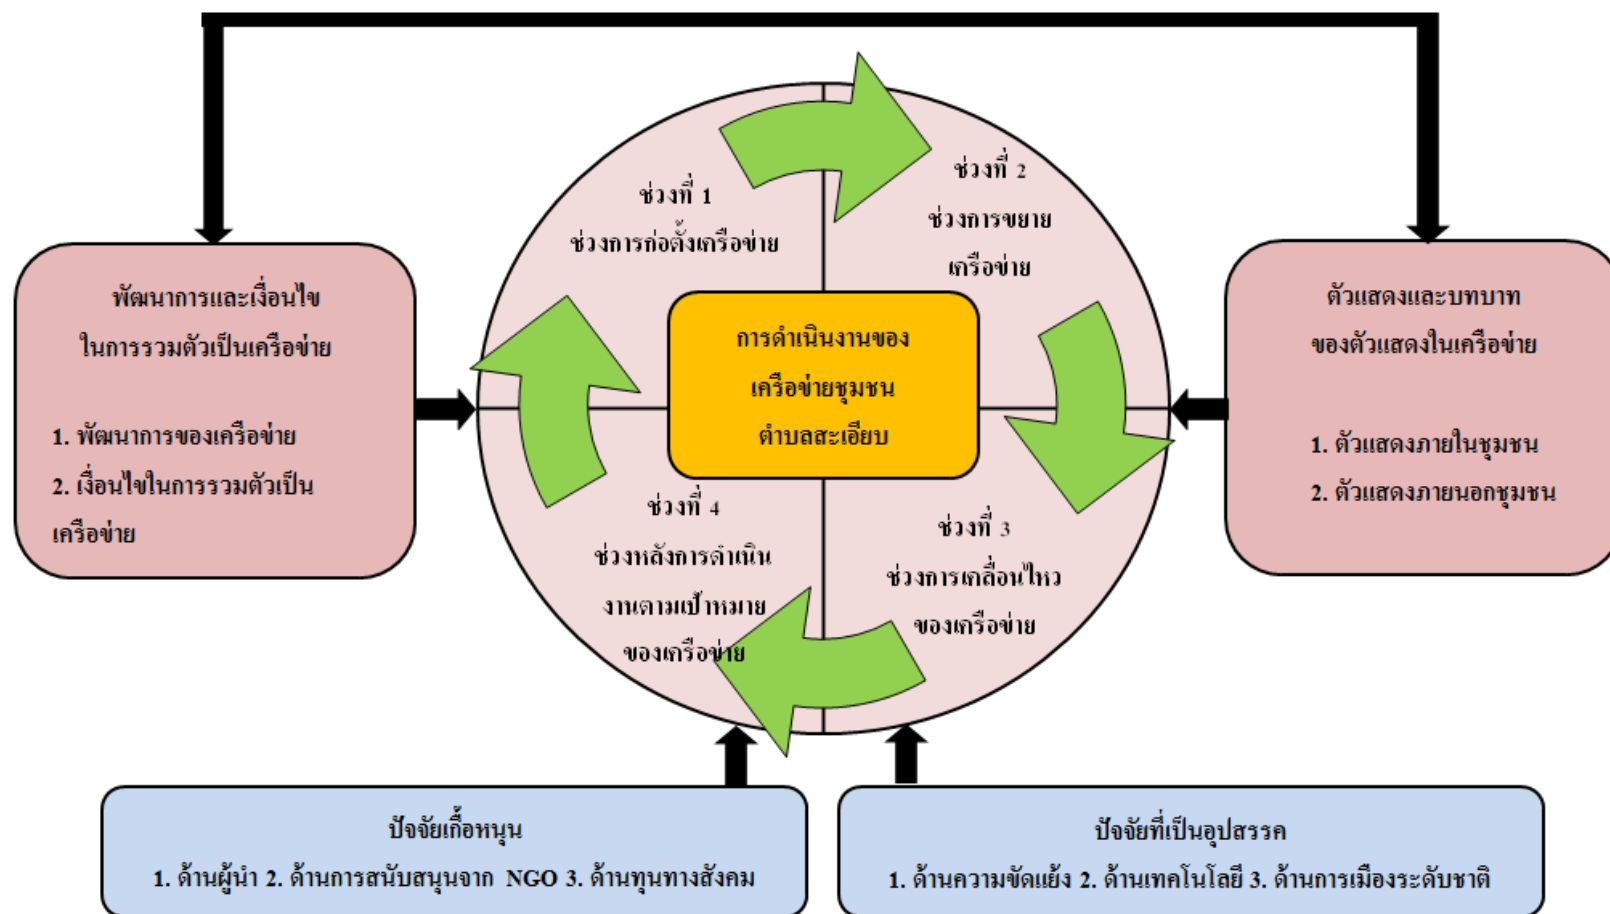 ช่วงที่ 1
ช่วงการก่อตั้งเครือข่าย
ช่วงที่ 2
ช่วงการขยาย
เครือข่าย
พัฒนาการและเงื่อนไข
ในการรวมตัวเป็นเครือข่าย
1. พัฒนาการของเครือข่าย
2. เงื่อนไขในการรวมตัวเป็น
เครือข่าย
การดำเนินงานของ
เครือข่ายชุมชน
ตำบลสะเอียบ
ตัวแสดงและบทบาท
ของตัวแสดงในเครือข่าย
1. ตัวแสดงภายในชุมชน
2. ตัวแสดงภายนอกชุมชน
ช่วงที่ 4
ช่วงหลังการดำเนิน
งานตามเป้าหมาย
ของเครือข่าย
ช่วงที่ 3
ช่วงการเคลื่อนไหว
ของเครือข่าย
ปัจจัยเกื้อหนุน
1. ด้านผู้นำ 2. ด้านการสนับสนุนจาก NGO 3. ด้านทุนทางสังคม
ปัจจัยที่เป็นอุปสรรค
1. ด้านความขัดแย้ง 2. ด้านเทคโนโลยี 3. ด้านการเมืองระดับชาติ